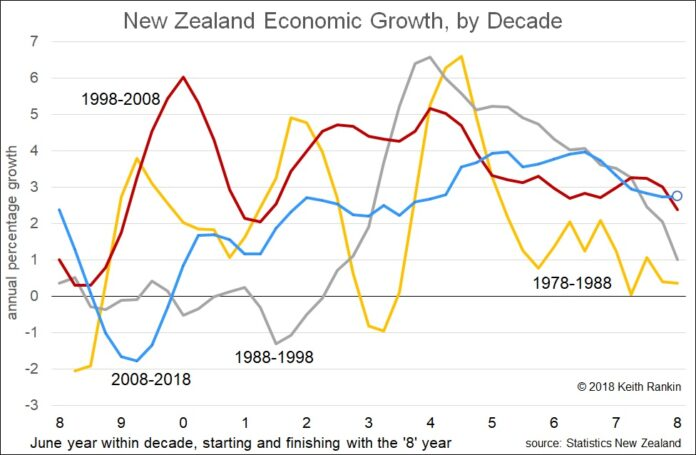 New Zealand Economic Growth, by Decade
annual percentage growth
7
6
5
4
3
2
1
0
-1
-2
-3
1998-2008
1978-1988
1988-1998
2008-2018
© 2018 Keith Rankin
8 9 0 1 2 3 4 5 6 7 8
June year within decade, starting and finishing with the '8' year
source: Statistics New Zealand